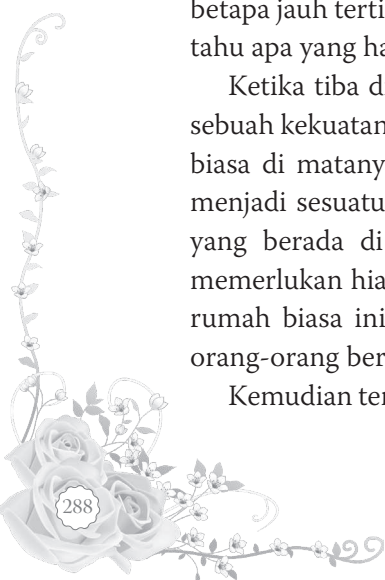 betapa jauh
tahu apa yang
Ketika tiba
sebuah kekuatan
biasa di
menjadi sesuatu
yang berada di
memerlukan
rumah biasa
orang-orang
Kemudian
288